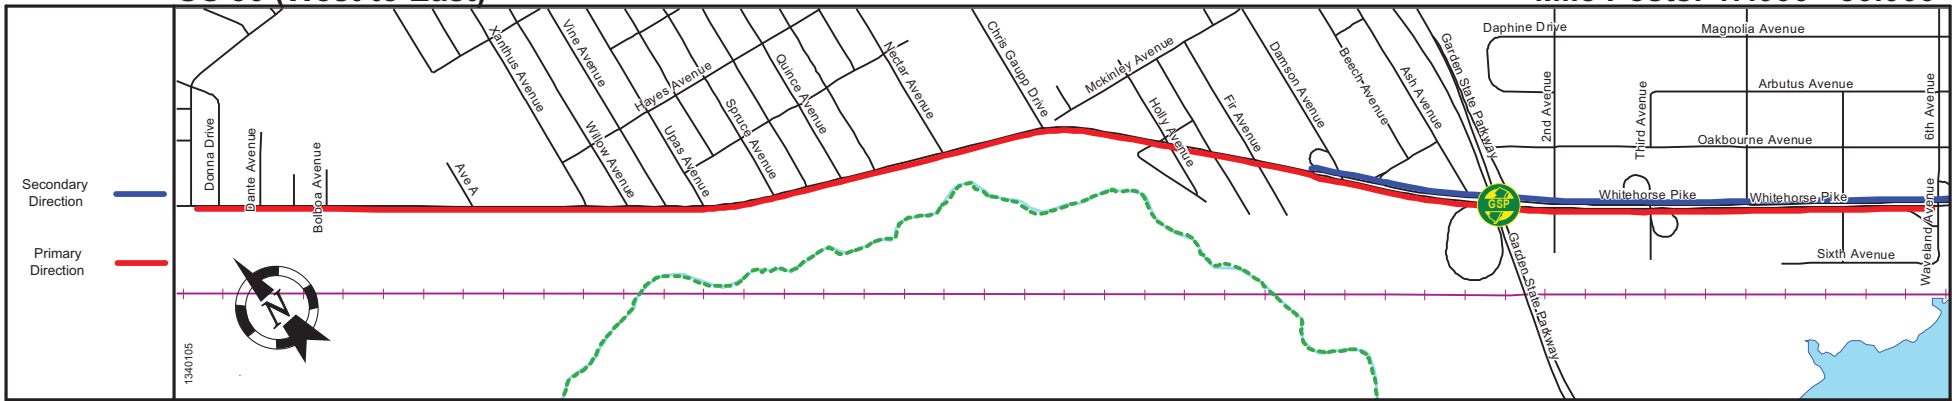 Secondary
Direction
Primary
Direction
Donna Drive
Dante Avenue
Bolboa Avenue
Ave A
Xanthus Avenue
Vine Avenue
Willow Avenue
Hayes Avenue
Upas Avenue
Spruce Avenue
Quince Avenue
Nectar Avenue
Chris Gaupp Drive
Mckinley Avenue
Holly Avenue
Fir Avenue
Damson Avenue
Beech Avenue
Ash Avenue
Garden State Parkway
GSP
Garden State Parkway
Daphine Drive
Magnolia Avenue
2nd Avenue
Third Avenue
Arbutus Avenue
6th Avenue
Oakbourne Avenue
Whitehorse Pike
Whitehorse Pike
Sixth Avenue
Waveland Avenue
N
1340105